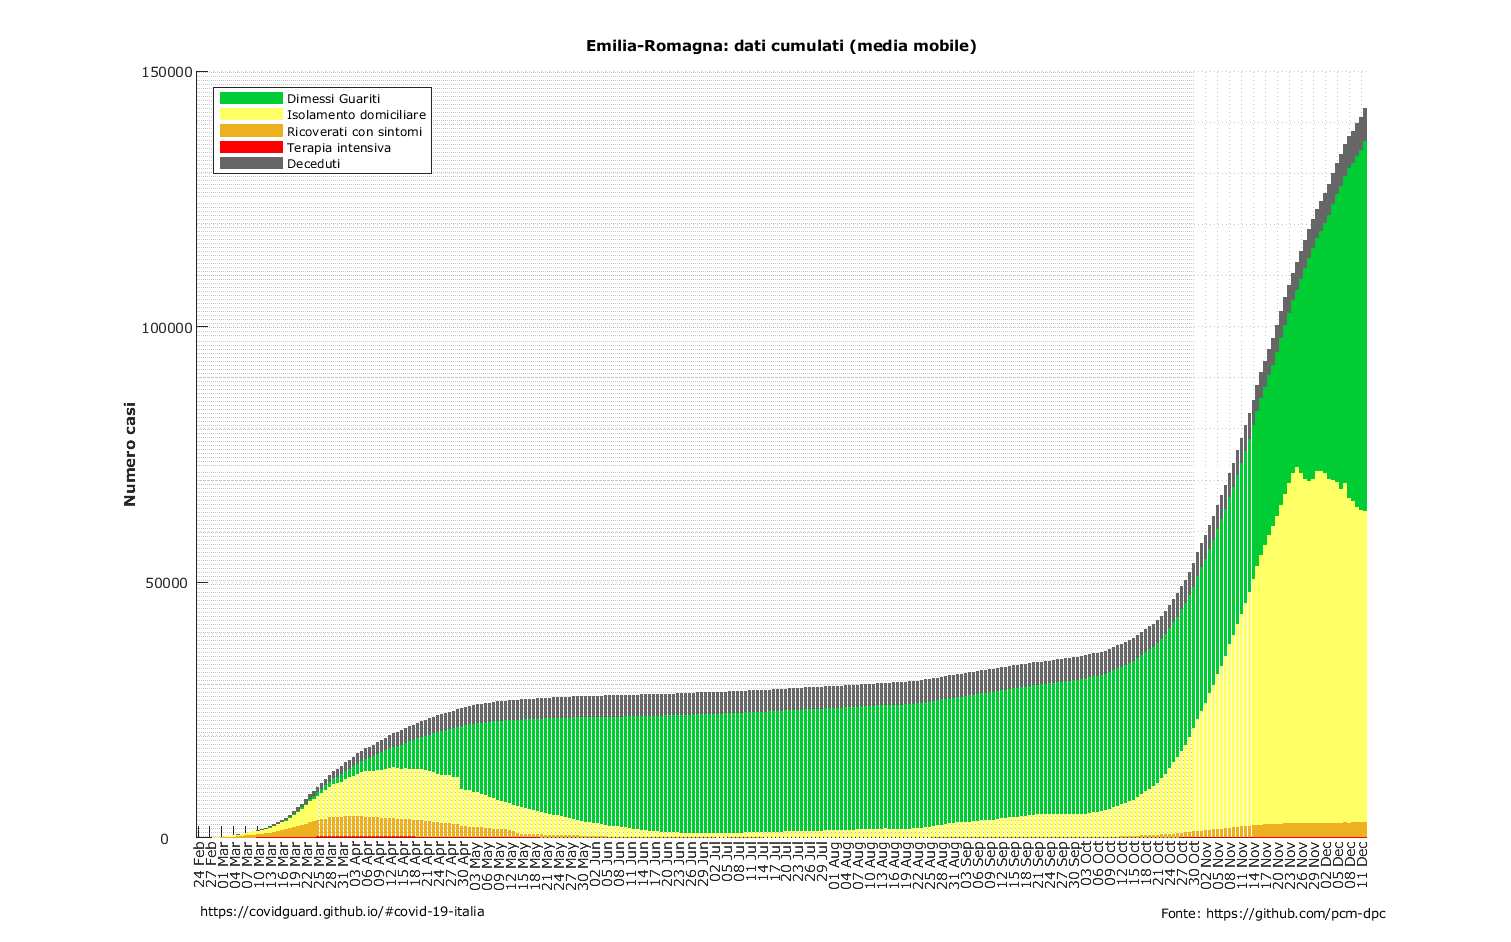 Emilia-Romagna: dati cumulati (media mobile)
150000
100000
50000
0
Numero casi
Dimessi Guariti
Isolamento domiciliare
Ricoverati con sintomi
Terapia intensiva
Deceduti
24 Feb
27 Feb
01 Mar
04 Mar
07 Mar
10 Mar
13 Mar
16 Mar
19 Mar
22 Mar
25 Mar
28 Mar
31 Mar
03 Apr
06 Apr
09 Apr
12 Apr
15 Apr
18 Apr
21 Apr
24 Apr
27 Apr
30 Apr
03 May
06 May
09 May
12 May
15 May
18 May
21 May
24 May
27 May
30 May
02 Jun
05 Jun
08 Jun
11 Jun
14 Jun
17 Jun
20 Jun
23 Jun
26 Jun
29 Jun
02 Jul
05 Jul
08 Jul
11 Jul
14 Jul
17 Jul
20 Jul
23 Jul
26 Jul
29 Jul
01 Aug
04 Aug
07 Aug
10 Aug
13 Aug
16 Aug
19 Aug
22 Aug
25 Aug
28 Aug
31 Aug
03 Sep
06 Sep
09 Sep
12 Sep
15 Sep
18 Sep
21 Sep
24 Sep
27 Sep
30 Sep
03 Oct
06 Oct
09 Oct
12 Oct
15 Oct
18 Oct
21 Oct
24 Oct
27 Oct
30 Oct
02 Nov
05 Nov
08 Nov
11 Nov
14 Nov
17 Nov
20 Nov
23 Nov
26 Nov
29 Nov
02 Dec
05 Dec
08 Dec
11 Dec
https://covidguard.github.io/#covid-19-italia
Fonte: https://github.com/pcm-dpc